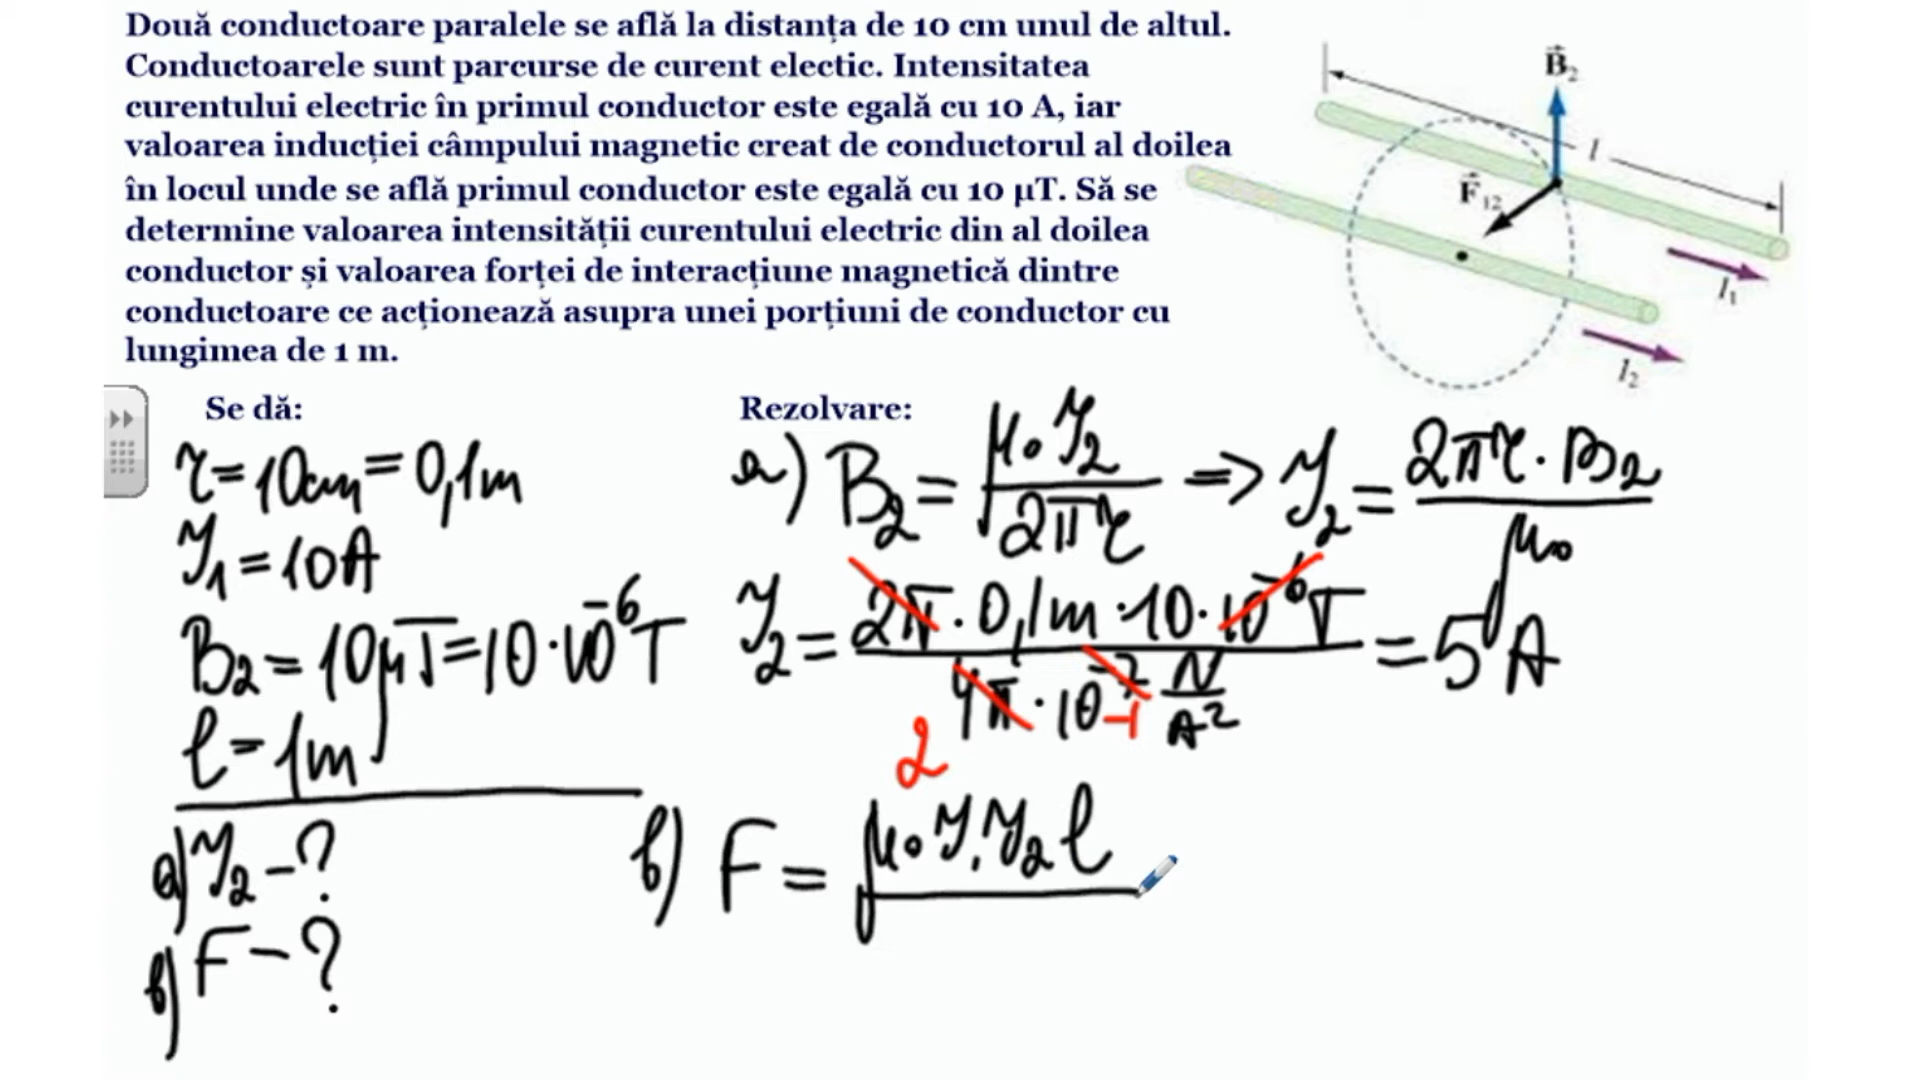 Două conductoare paralele se află la distanța de 10 cm unul de altul.
Conductoarele sunt parcurse de curent electic. Intensitatea
curentului electric în primul conductor este egală cu 10 A, iar
valoarea inducției câmpului magnetic creat de conductorul al doilea
în locul unde se află primul conductor este egală cu 10 μT. Să se
determine valoarea intensității curentului electric din al doilea
conductor și valoarea forței de interacțiune magnetică dintre
conductoare ce acționează asupra unei porțiuni de conductor cu
lungimea de 1 m.
B⃗₂
l
F⃗₁₂
I₁
I₂
Se dă:
r = 10cm = 0,1m
I₁ = 10A
B₂ = 10μT = 10·10⁻⁶T
l = 1m
a) I₂ - ?
b) F - ?
Rezolvare:
a) B₂ = μ₀I₂ / 2πr => I₂ = 2πr·B₂ / μ₀
I₂ = 2π·0,1m·10·10⁻⁶T / 4π·10⁻⁷ N/A² = 5A
2 -1
b) F = μ₀I₁I₂l